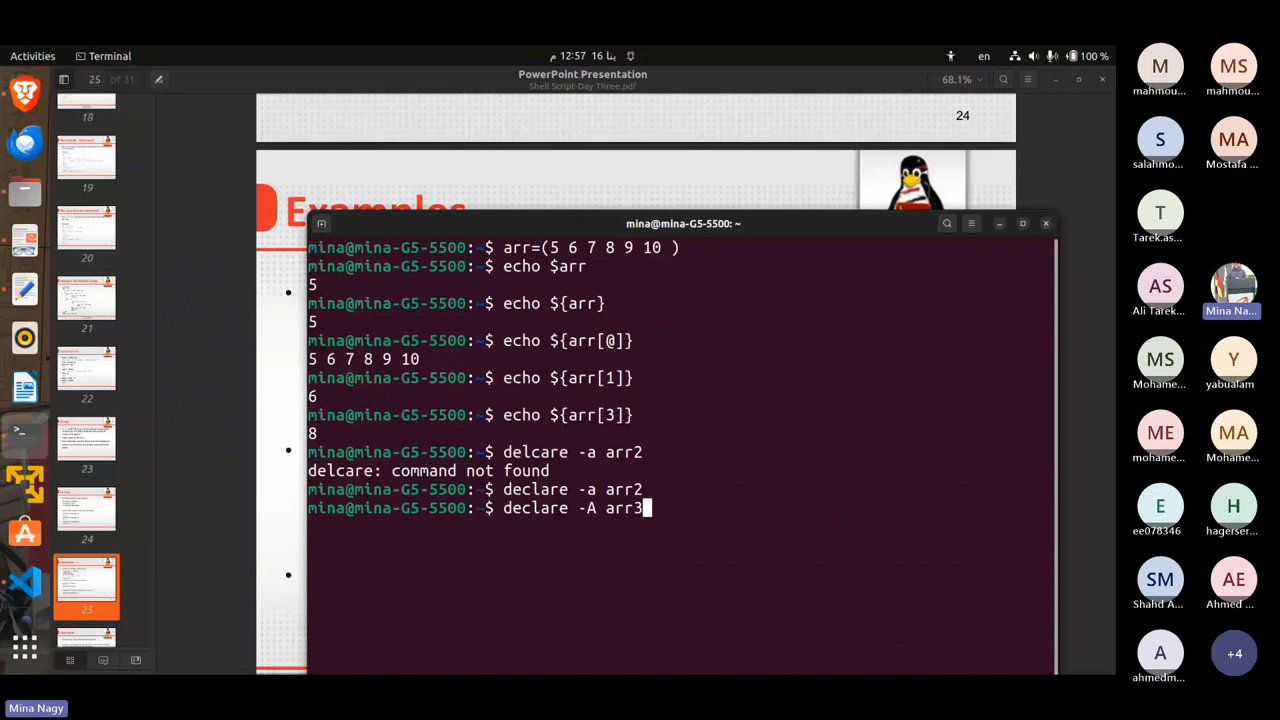 Activities
Terminal
ينا 16 12:57 م
en
100 %
25 of 31
PowerPoint Presentation
Shell Script-Day Three.pdf
68.1%
18
19
20
21
22
23
24
25
24
Examples
mina@mina-G5-5500: ~
mina@mina-G5-5500:~$ arr=(5 6 7 8 9 10 )
mina@mina-G5-5500:~$ echo $arr
5
mina@mina-G5-5500:~$ echo ${arr}
5
mina@mina-G5-5500:~$ echo ${arr[@]}
5 6 7 8 9 10
mina@mina-G5-5500:~$ echo ${arr[1]}
6
mina@mina-G5-5500:~$ echo ${arr[3]}
8
mina@mina-G5-5500:~$ delcare -a arr2
delcare: command not found
mina@mina-G5-5500:~$ declare -a arr2
mina@mina-G5-5500:~$ declare -A arr3
M
mahmou...
MS
mahmou...
S
salahmo...
MA
Mostafa ...
T
Tarek.as...
AS
Ali Tarek...
Mina Na...
MS
Mohame...
Y
yabualam
ME
mohame...
MA
Mohame...
E
ee078346
H
hagerser...
SM
Shahd A...
AE
Ahmed ...
A
ahmedm...
+4
Mina Nagy